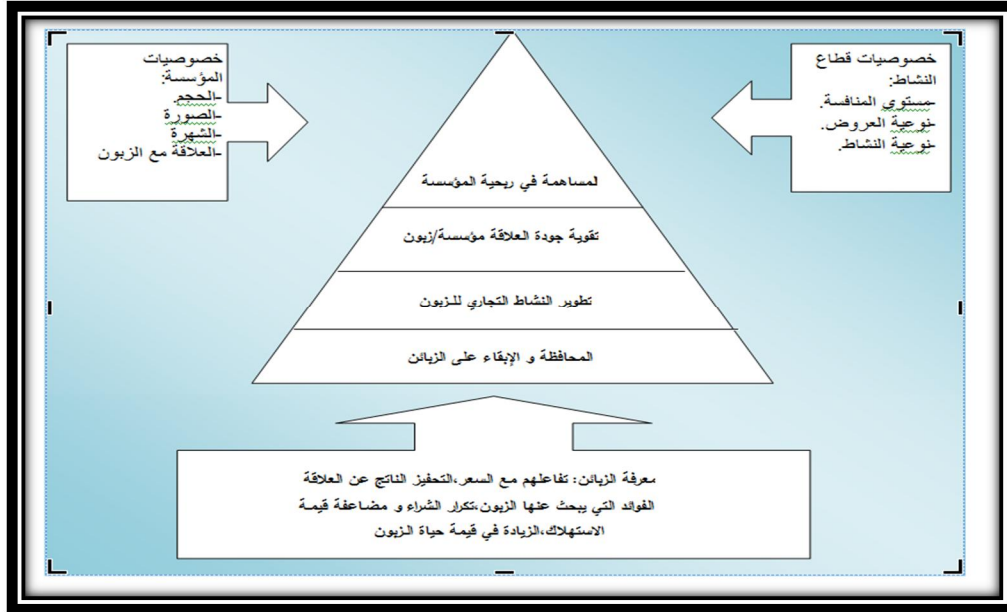 خصوصيات قطاع
النشاط:
-مستوى المنافسة.
-نوعية العروض.
-نوعية النشاط.
خصوصيات
المؤسسة:
-الحجم.
-الصورة
-الشهرة
-العلاقة مع الزبون
لمساهمة في ربحية المؤسسة
تقوية جودة العلاقة مؤسسة/زبون
تطوير النشاط التجاري للزبون
المحافظة و الإبقاء على الزبائن
معرفة الزبائن: تفاعلهم مع السعر،التحفيز الناتج عن العلاقة
الفوائد التي يبحث عنها الزبون،تكرار الشراء و مضاعفة قيمة
الاستهلاك،الزيادة في قيمة حياة الزبون